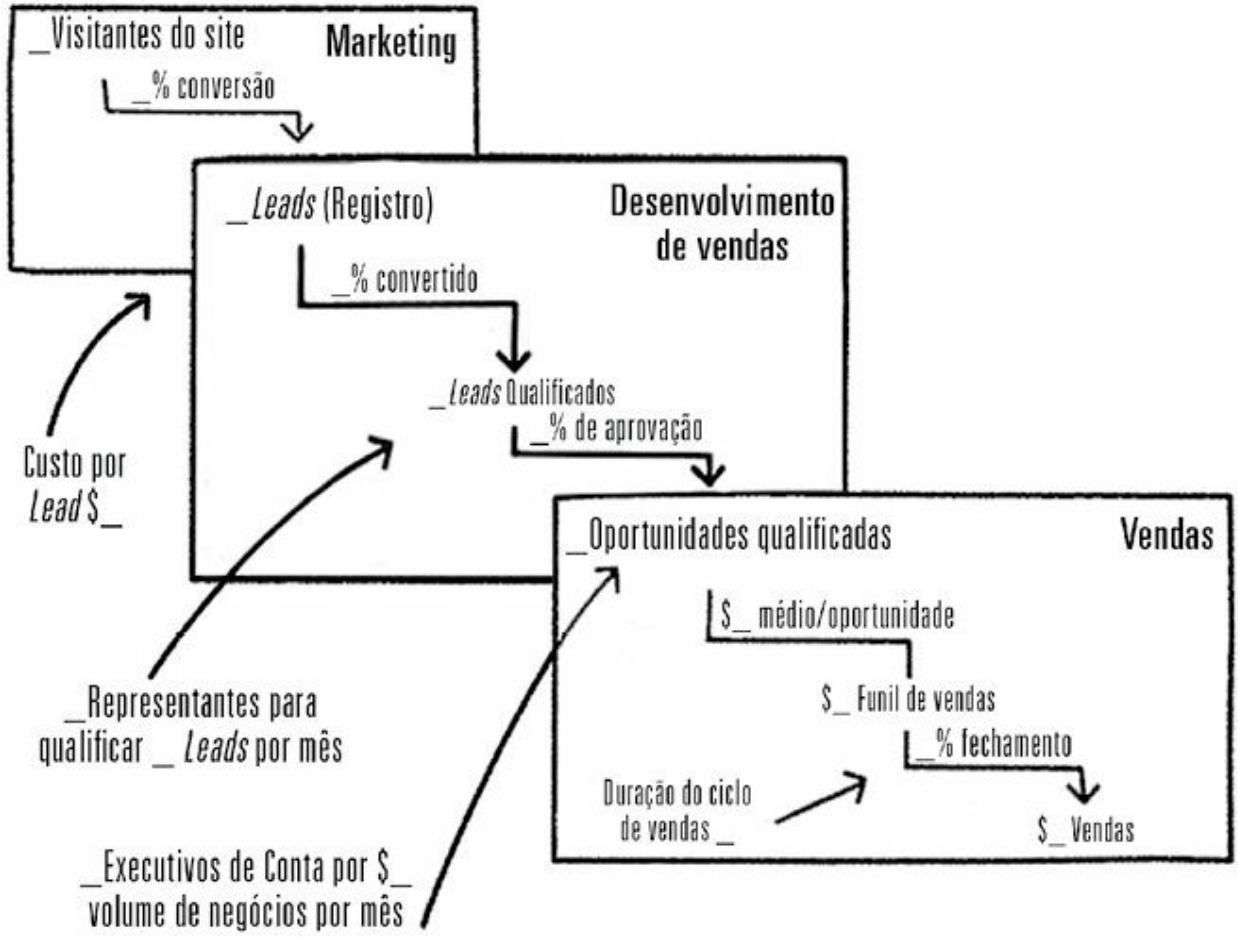 _Visitantes do site
Marketing
_% conversão
_Leads (Registro)
Desenvolvimento
de vendas
_% convertido
_Leads Qualificados
_% de aprovação
Custo por
Lead $_
_Oportunidades qualificadas
Vendas
$_ médio/oportunidade
$_ Funil de vendas
_% fechamento
Duração do ciclo
de vendas _
$_ Vendas
_Representantes para
qualificar _ Leads por mês
_Executivos de Conta por $_
volume de negócios por mês